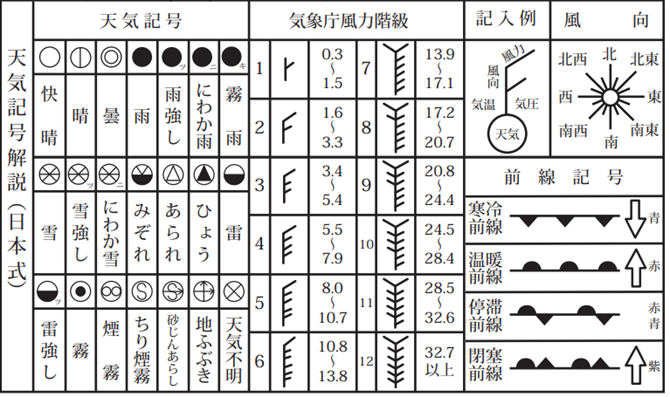 天気記号解説(日本式)
天気記号
ツ
ニ
キ
快晴
晴
曇
雨
雨強し
にわか雨
霧雨
ツ
ニ
雪
雪強し
にわか雪
みぞれ
あられ
ひょう
雷
ツ
雷強し
霧
煙霧
ちり煙霧
砂じんあらし
地ふぶき
天気不明
気象庁風力階級
1 0.3〜1.5 7 13.9〜17.1
2 1.6〜3.3 8 17.2〜20.7
3 3.4〜5.4 9 20.8〜24.4
4 5.5〜7.9 10 24.5〜28.4
5 8.0〜10.7 11 28.5〜32.6
6 10.8〜13.8 12 32.7以上
記入例
風力
風向
気温
気圧
天気
風向
北
北西
北東
西
東
南西
南東
南
前線記号
寒冷前線 青
温暖前線 赤
停滞前線 赤青
閉塞前線 紫